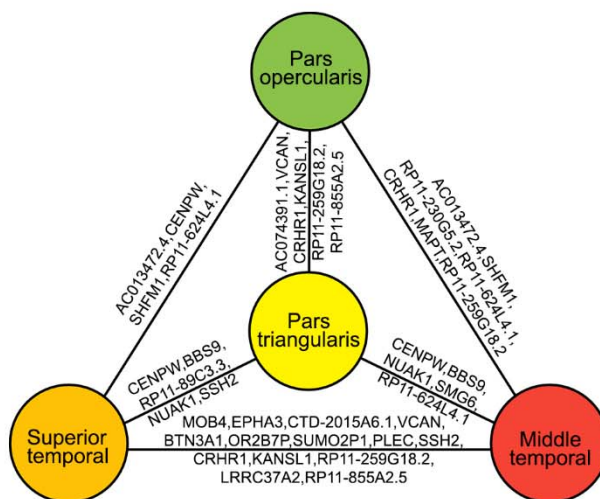 Pars
opercularis
AC013472.4,CENPW,
SHFM1,RP11-624L4.1
AC074391.1,VCAN,
CRHR1,KANSL1,
RP11-259G18.2,
RP11-855A2.5
AC013472.4,SHFM1,
RP11-230G5.2,RP11-624L4.1,
CRHR1,MAPT,RP11-259G18.2
Pars
triangularis
CENPW,BBS9,
RP11-89C3.3,
NUAK1,SSH2
CENPW,BBS9,
NUAK1,SMG6,
RP11-624L4.1
Superior
temporal
MOB4,EPHA3,CTD-2015A6.1,VCAN,
BTN3A1,OR2B7P,SUMO2P1,PLEC,SSH2,
CRHR1,KANSL1,RP11-259G18.2,
LRRC37A2,RP11-855A2.5
Middle
temporal